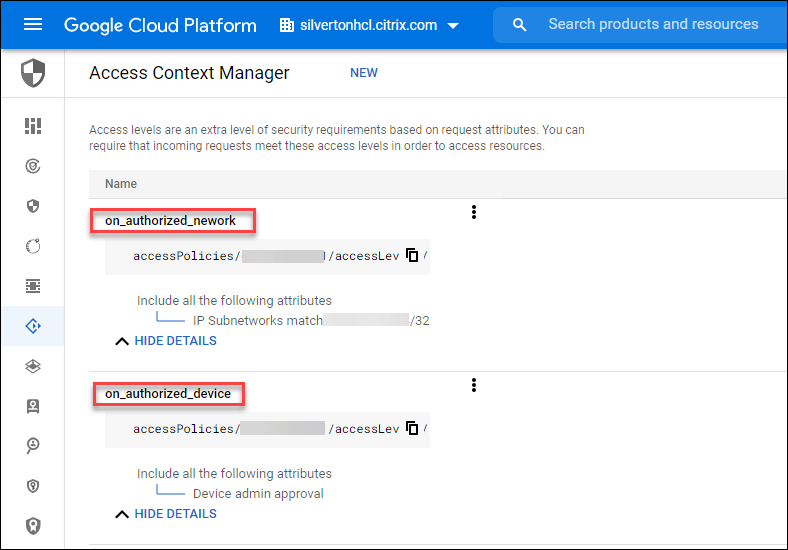 Google Cloud Platform silvertonhcl.citrix.com Search products and resources
Access Context Manager NEW
Access levels are an extra level of security requirements based on request attributes. You can
require that incoming requests meet these access levels in order to access resources.
Name
on_authorized_nework
accessPolicies/ /accessLev /
Include all the following attributes
IP Subnetworks match /32
HIDE DETAILS
on_authorized_device
accessPolicies/ /accessLev /
Include all the following attributes
Device admin approval
HIDE DETAILS